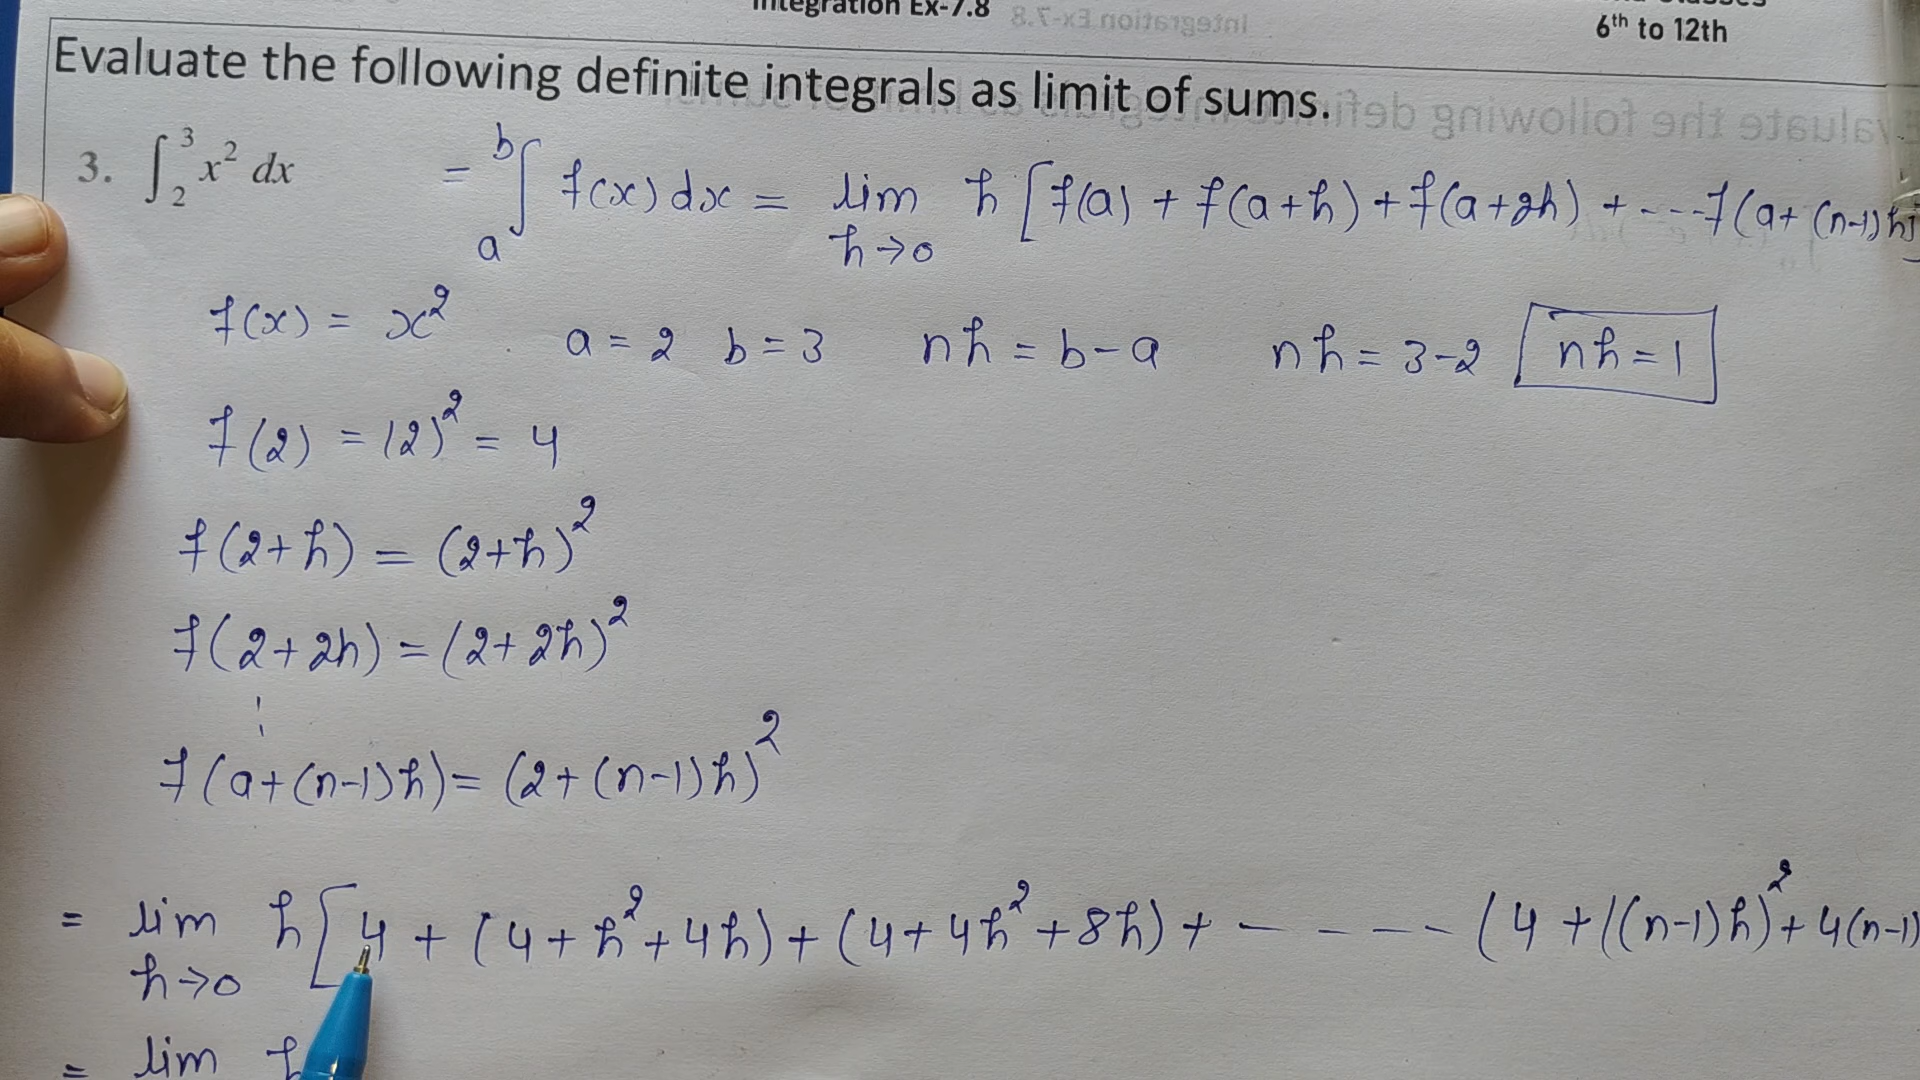 Integration Ex-7.8
6th to 12th
Evaluate the following definite integrals as limit of sums.
3. ∫₂³ x² dx = ₐᵇ∫ f(x) dx = lim h→0 h [f(a) + f(a+h) + f(a+2h) + --- f(a+(n-1)h]
f(x) = x² a = 2 b = 3 nh = b-a nh = 3-2 nh = 1
f(2) = (2)² = 4
f(2+h) = (2+h)²
f(2+2h) = (2+2h)²
f(a+(n-1)h) = (2+(n-1)h)²
= lim h→0 h [4 + (4+h²+4h) + (4+4h²+8h) + - - - - - (4 + ((n-1)h)² + 4(n-1)
= lim h